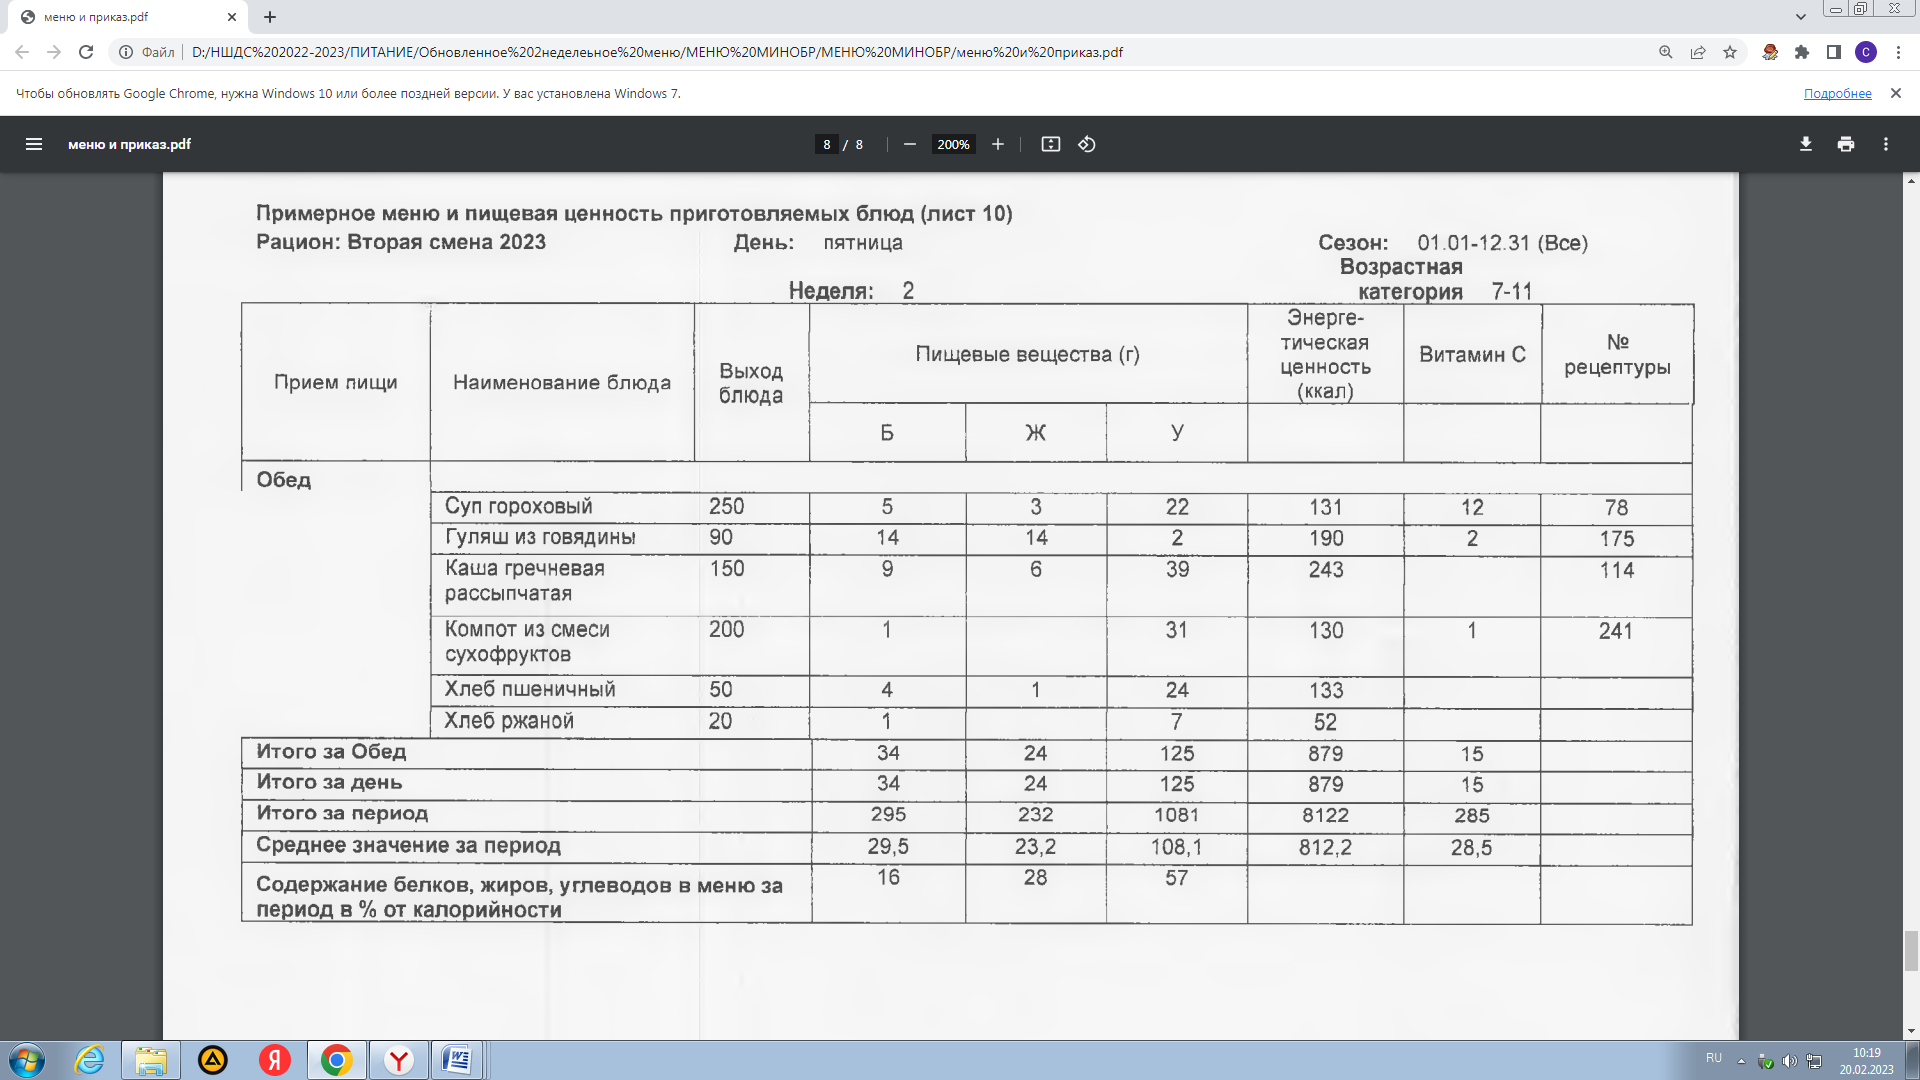 меню и приказ.pdf
Файл
D:/НШДС%202022-2023/ПИТАНИЕ/Обновленное%202неделеьное%20меню/МЕНЮ%20МИНОБР/МЕНЮ%20МИНОБР/меню%20и%20приказ.pdf
С
Чтобы обновлять Google Chrome, нужна Windows 10 или более поздней версии. У вас установлена Windows 7.
Подробнее
меню и приказ.pdf
8 / 8
200%
Примерное меню и пищевая ценность приготовляемых блюд (лист 10)
Рацион: Вторая смена 2023 День: пятница Сезон: 01.01-12.31 (Все)
Неделя: 2 Возрастная категория 7-11
Прием пищи Наименование блюда Выход блюда Пищевые вещества (г) Энерге-тическая ценность (ккал) Витамин С № рецептуры
Б Ж У
Обед
Суп гороховый 250 5 3 22 131 12 78
Гуляш из говядины 90 14 14 2 190 2 175
Каша гречневая 150 9 6 39 243 114
рассыпчатая
Компот из смеси 200 1 31 130 1 241
сухофруктов
Хлеб пшеничный 50 4 1 24 133
Хлеб ржаной 20 1 7 52
Итого за Обед 34 24 125 879 15
Итого за день 34 24 125 879 15
Итого за период 295 232 1081 8122 285
Среднее значение за период 29,5 23,2 108,1 812,2 28,5
Содержание белков, жиров, углеводов в меню за 16 28 57
период в % от калорийности
Я
Y
W
RU
10:19
20.02.2023